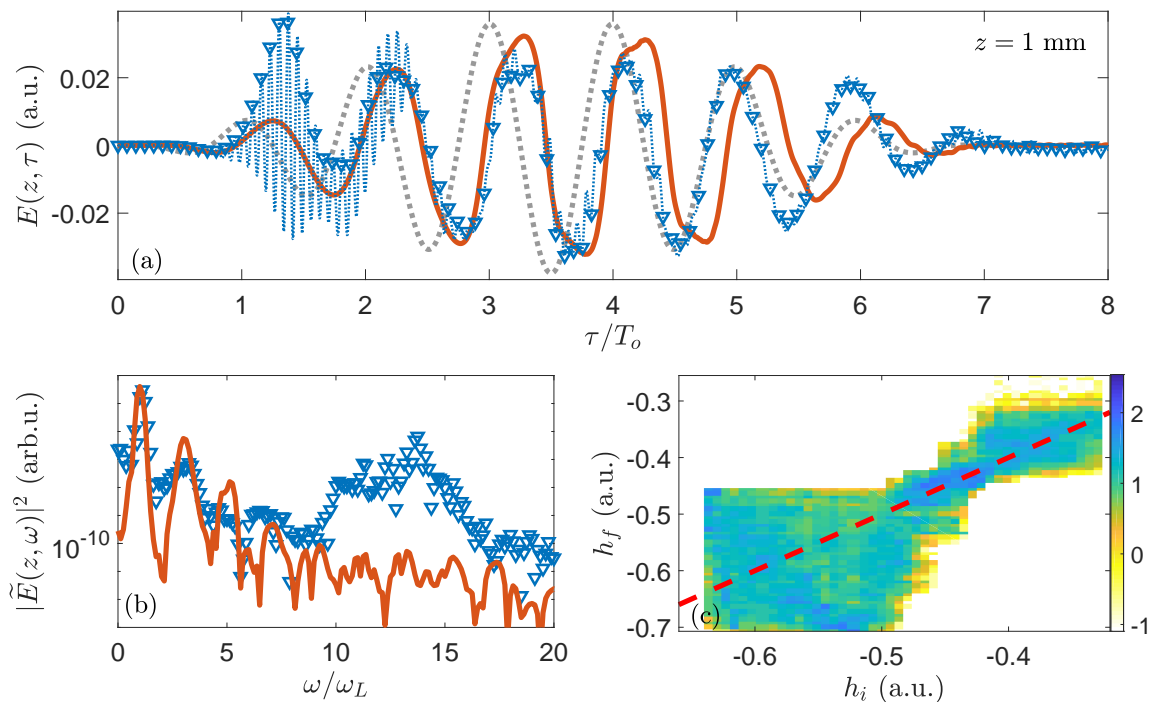 z = 1 mm
E(z, τ) (a.u.)
0.02
0
-0.02
(a)
0 1 2 3 4 5 6 7 8
τ/T_o
|Ẽ(z, ω)|² (arb.u.)
10^-10
(b)
0 5 10 15 20
ω/ω_L
h_f (a.u.)
-0.3
-0.4
-0.5
-0.6
-0.7
(c)
-0.6 -0.5 -0.4
h_i (a.u.)
2
1
0
-1